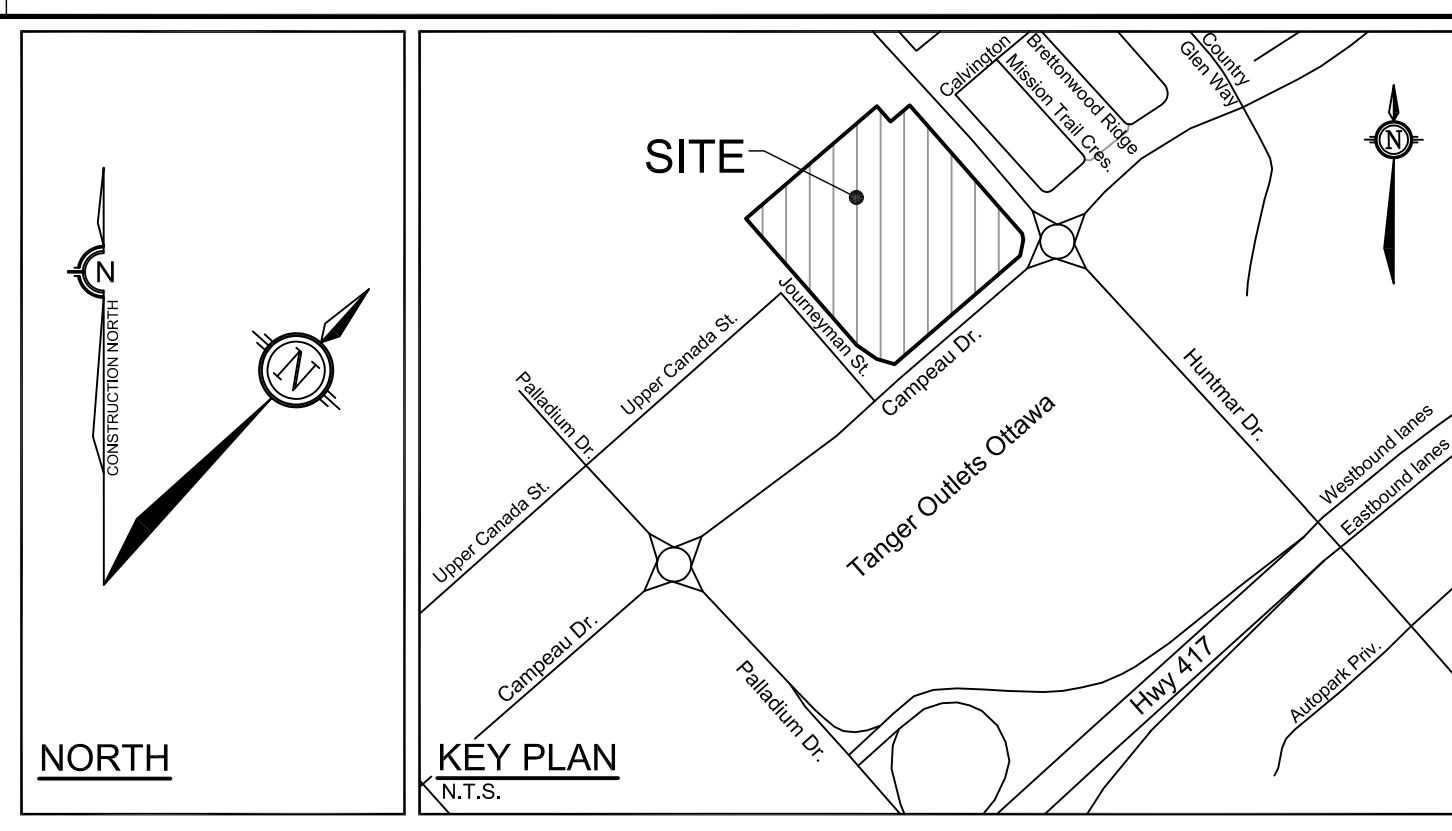 N
CONSTRUCTION NORTH
N
NORTH
SITE
Calvington
Brettonwood Ridge
Mission Trail Cres.
Country
Glen Way
N
Journeyman St.
Upper Canada St.
Campeau Dr.
Palladium Dr.
Huntmar Dr.
Tanger Outlets Ottawa
Westbound lanes
Eastbound lanes
Upper Canada St.
Campeau Dr.
Palladium Dr.
Hwy 417
Autopark Priv.
KEY PLAN
N.T.S.